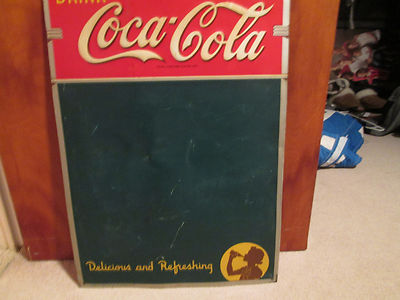 DRINK
Coca-Cola
Delicious and Refreshing